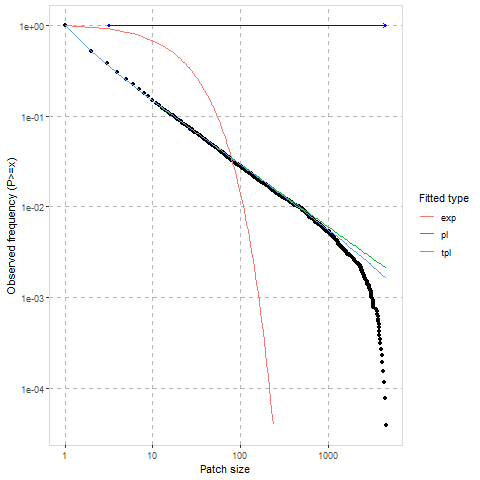 1e+00
1e-01
1e-02
1e-03
1e-04
Observed frequency (P>=x)
1
10
100
1000
Patch size
Fitted type
exp
pl
tpl